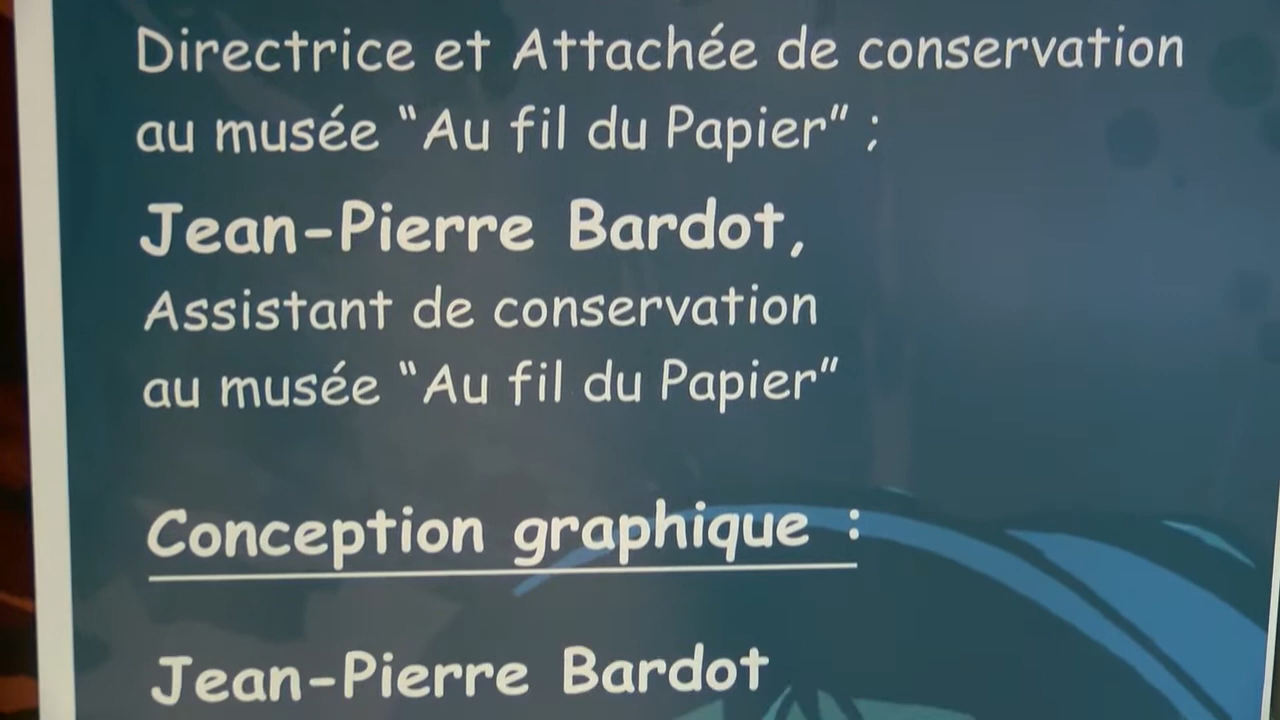 Directrice et Attachée de conservation
au musée “Au fil du Papier” ;
Jean-Pierre Bardot,
Assistant de conservation
au musée “Au fil du Papier”
Conception graphique :
Jean-Pierre Bardot